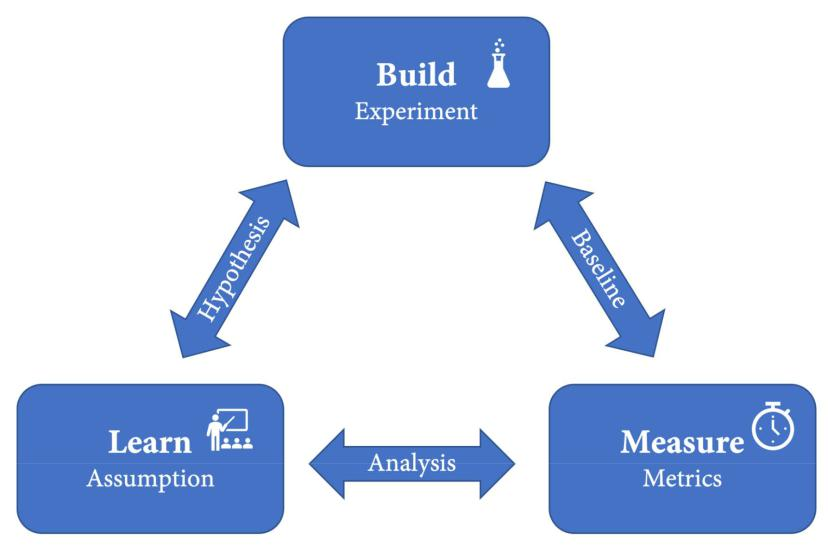 Build
Experiment
Hypothesis
Baseline
Learn
Assumption
Analysis
Measure
Metrics